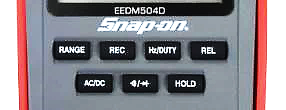 EEDM504D
Snap-on
RANGE REC Hz/DUTY REL
AC/DC HOLD